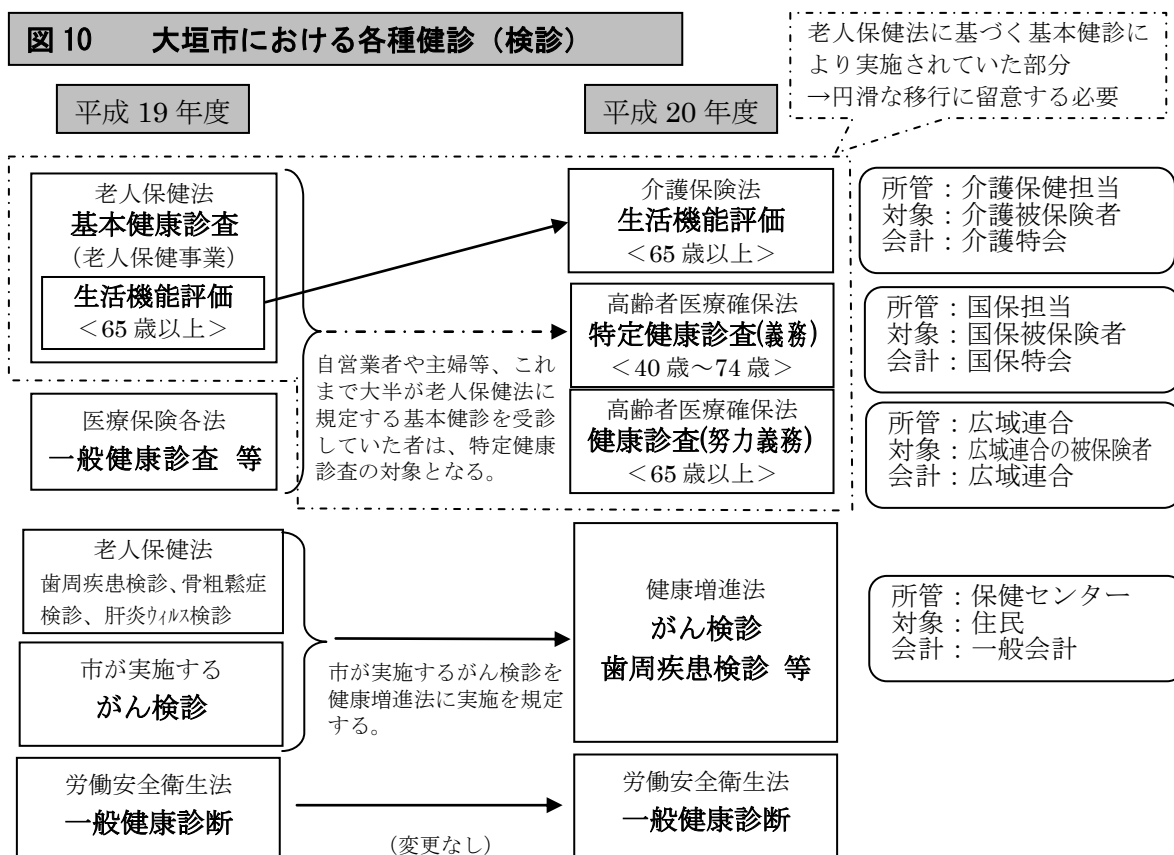 図10 大垣市における各種健診（検診）
老人保健法に基づく基本健診に
より実施されていた部分
→円滑な移行に留意する必要
平成 19 年度
平成 20 年度
老人保健法
基本健康診査
（老人保健事業）
生活機能評価
＜65 歳以上＞
医療保険各法
一般健康診査 等
自営業者や主婦等、これ
まで大半が老人保健法に
規定する基本健診を受診
していた者は、特定健康
診査の対象となる。
介護保険法
生活機能評価
＜65 歳以上＞
高齢者医療確保法
特定健康診査(義務)
＜40 歳～74 歳＞
高齢者医療確保法
健康診査(努力義務)
＜65 歳以上＞
所管：介護保健担当
対象：介護被保険者
会計：介護特会
所管：国保担当
対象：国保被保険者
会計：国保特会
所管：広域連合
対象：広域連合の被保険者
会計：広域連合
老人保健法
歯周疾患検診、骨粗鬆症
検診、肝炎ｳｨﾙｽ検診
市が実施する
がん検診
市が実施するがん検診を
健康増進法に実施を規定
する。
健康増進法
がん検診
歯周疾患検診 等
所管：保健センター
対象：住民
会計：一般会計
労働安全衛生法
一般健康診断
（変更なし）
労働安全衛生法
一般健康診断